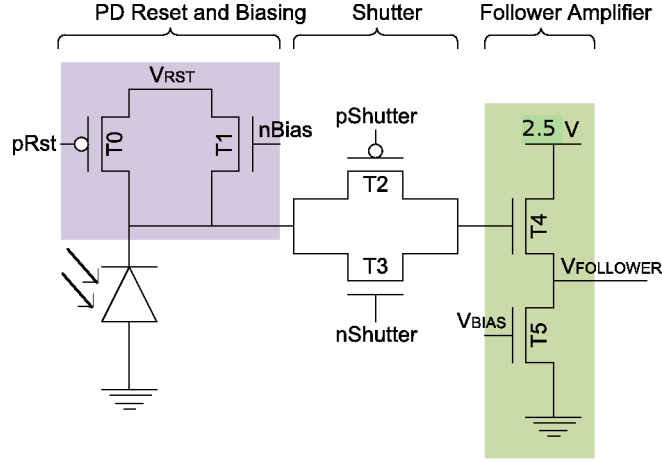 PD Reset and Biasing
Shutter
Follower Amplifier
VRST
pRst
T0
T1
nBias
pShutter
2.5 V
T2
T4
T3
VFOLLOWER
VBIAS
T5
nShutter